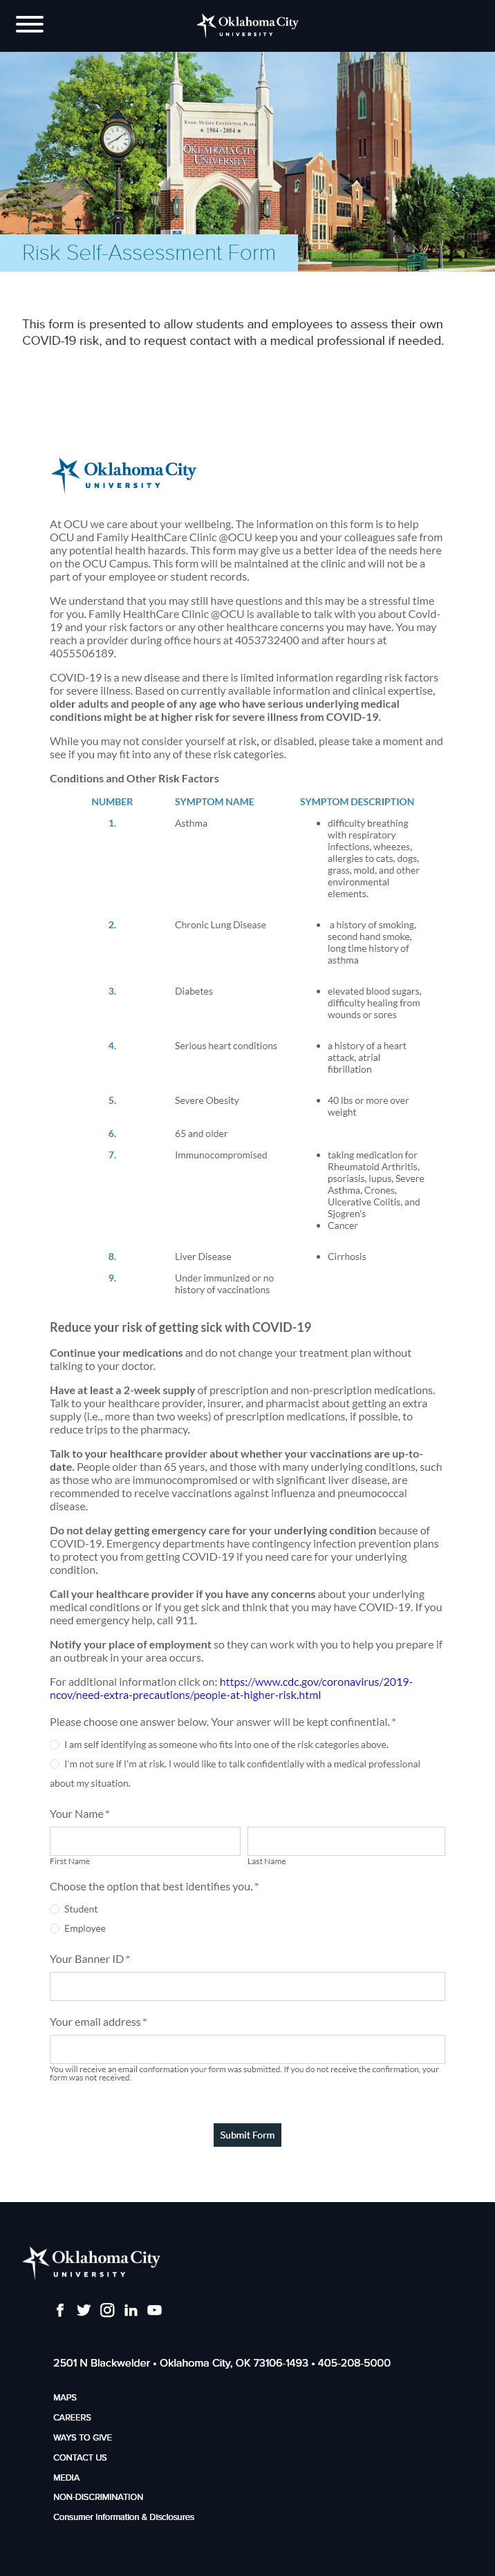 Oklahoma City
UNIVERSITY
KERR-McGEE CENTENNIAL PLAZA
• 1904 - 2004 •
OKLAHOMA CITY
UNIVERSITY
Risk Self-Assessment Form
This form is presented to allow students and employees to assess their own
COVID-19 risk, and to request contact with a medical professional if needed.
Oklahoma City
UNIVERSITY
At OCU we care about your wellbeing. The information on this form is to help
OCU and Family HealthCare Clinic @OCU keep you and your colleagues safe from
any potential health hazards. This form may give us a better idea of the needs here
on the OCU Campus. This form will be maintained at the clinic and will not be a
part of your employee or student records.
We understand that you may still have questions and this may be a stressful time
for you. Family HealthCare Clinic @OCU is available to talk with you about Covid-
19 and your risk factors or any other healthcare concerns you may have. You may
reach a provider during office hours at 4053732400 and after hours at
4055506189.
COVID-19 is a new disease and there is limited information regarding risk factors
for severe illness. Based on currently available information and clinical expertise,
older adults and people of any age who have serious underlying medical
conditions might be at higher risk for severe illness from COVID-19.
While you may not consider yourself at risk, or disabled, please take a moment and
see if you may fit into any of these risk categories.
Conditions and Other Risk Factors
NUMBER SYMPTOM NAME SYMPTOM DESCRIPTION
1. Asthma • difficulty breathing
with respiratory
infections, wheezes,
allergies to cats, dogs,
grass, mold, and other
environmental
elements.
2. Chronic Lung Disease • a history of smoking,
second hand smoke,
long time history of
asthma
3. Diabetes • elevated blood sugars,
difficulty healing from
wounds or sores
4. Serious heart conditions • a history of a heart
attack, atrial
fibrillation
5. Severe Obesity • 40 lbs or more over
weight
6. 65 and older
7. Immunocompromised • taking medication for
Rheumatoid Arthritis,
psoriasis, lupus, Severe
Asthma, Crones,
Ulcerative Colitis, and
Sjogren's
• Cancer
8. Liver Disease • Cirrhosis
9. Under immunized or no
history of vaccinations
Reduce your risk of getting sick with COVID-19
Continue your medications and do not change your treatment plan without
talking to your doctor.
Have at least a 2-week supply of prescription and non-prescription medications.
Talk to your healthcare provider, insurer, and pharmacist about getting an extra
supply (i.e., more than two weeks) of prescription medications, if possible, to
reduce trips to the pharmacy.
Talk to your healthcare provider about whether your vaccinations are up-to-
date. People older than 65 years, and those with many underlying conditions, such
as those who are immunocompromised or with significant liver disease, are
recommended to receive vaccinations against influenza and pneumococcal
disease.
Do not delay getting emergency care for your underlying condition because of
COVID-19. Emergency departments have contingency infection prevention plans
to protect you from getting COVID-19 if you need care for your underlying
condition.
Call your healthcare provider if you have any concerns about your underlying
medical conditions or if you get sick and think that you may have COVID-19. If you
need emergency help, call 911.
Notify your place of employment so they can work with you to help you prepare if
an outbreak in your area occurs.
For additional information click on: https://www.cdc.gov/coronavirus/2019-
ncov/need-extra-precautions/people-at-higher-risk.html
Please choose one answer below. Your answer will be kept confinential. *
I am self identifying as someone who fits into one of the risk categories above.
I'm not sure if I'm at risk. I would like to talk confidentially with a medical professional
about my situation.
Your Name *
First Name Last Name
Choose the option that best identifies you. *
Student
Employee
Your Banner ID *
Your email address *
You will receive an email conformation your form was submitted. If you do not receive the confirmation, your
form was not received.
Submit Form
Oklahoma City
UNIVERSITY
2501 N Blackwelder • Oklahoma City, OK 73106-1493 • 405-208-5000
MAPS
CAREERS
WAYS TO GIVE
CONTACT US
MEDIA
NON-DISCRIMINATION
Consumer Information & Disclosures